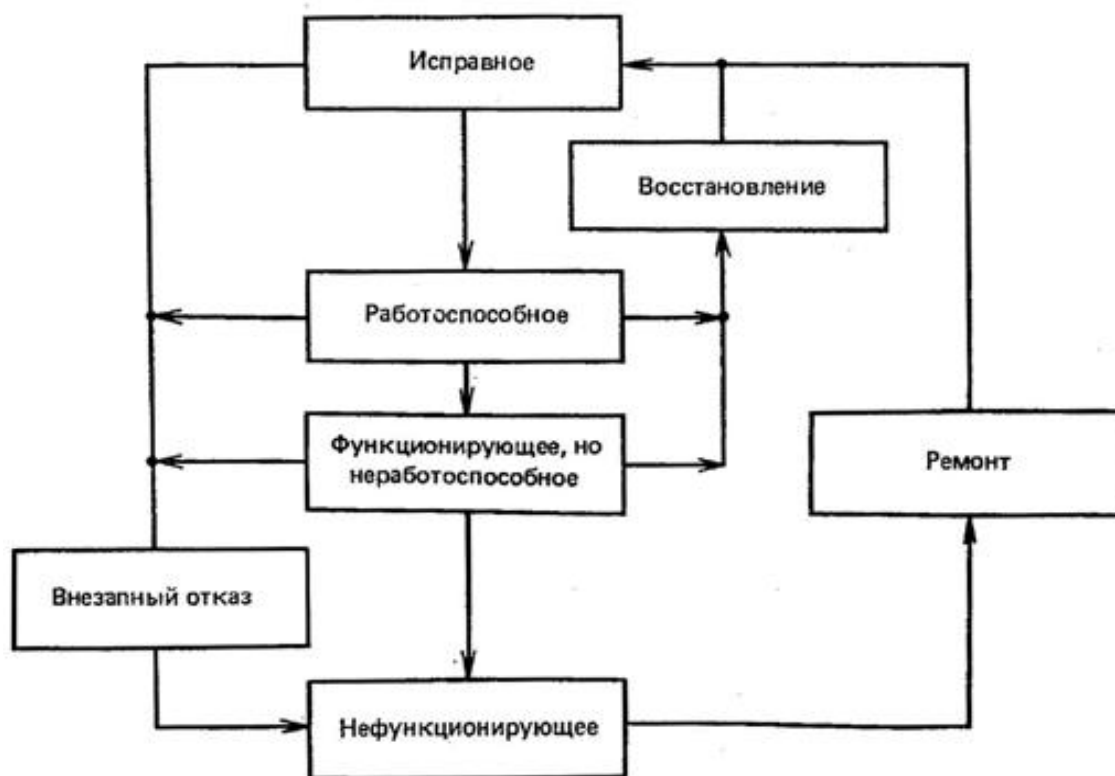 Исправное
Восстановление
Работоспособное
Функционирующее, но
неработоспособное
Ремонт
Внезапный отказ
Нефункционирующее